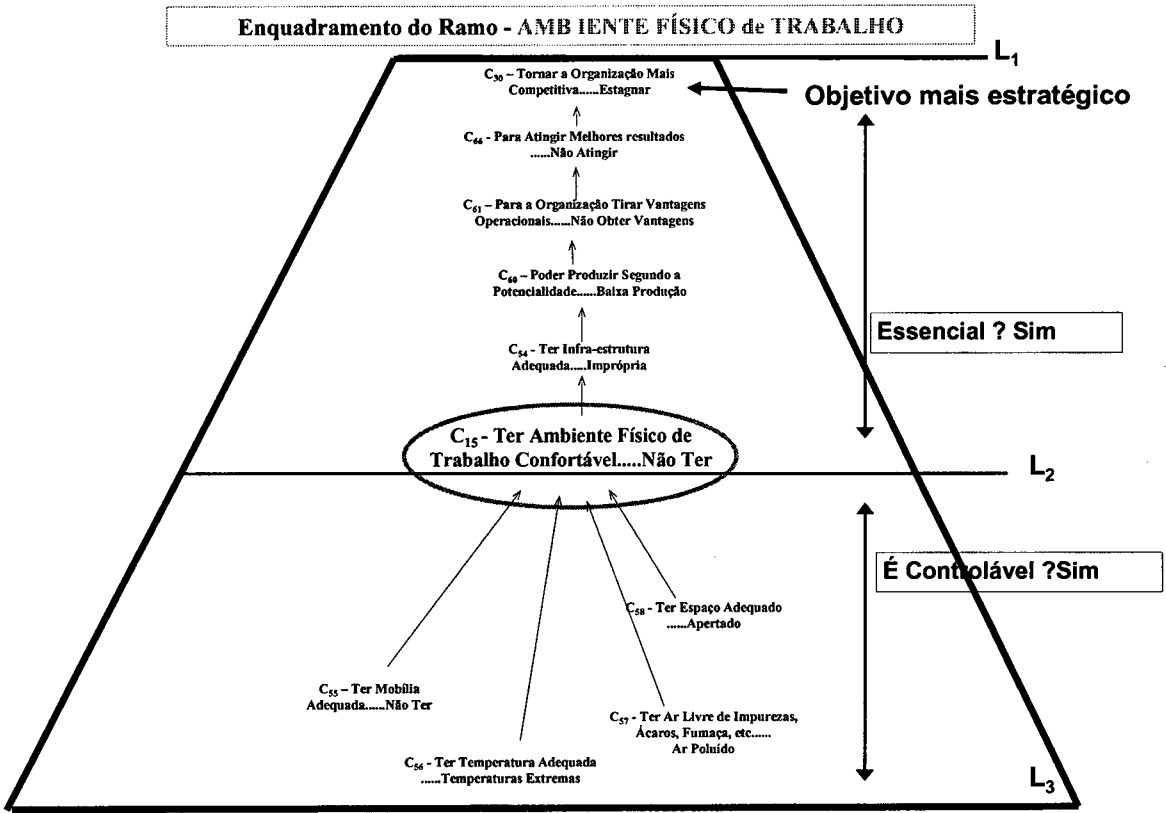 Enquadramento do Ramo - AMB IENTE FÍSICO de TRABALHO
L1
C30 – Tornar a Organização Mais
Competitiva......Estagnar
Objetivo mais estratégico
C66 - Para Atingir Melhores resultados
......Não Atingir
C61 – Para a Organização Tirar Vantagens
Operacionais......Não Obter Vantagens
C60 – Poder Produzir Segundo a
Potencialidade......Baixa Produção
Essencial ? Sim
C54 - Ter Infra-estrutura
Adequada.....Imprópria
C15 - Ter Ambiente Físico de
Trabalho Confortável.....Não Ter
L2
É Controlável ?Sim
C58 - Ter Espaço Adequado
......Apertado
C55 – Ter Mobília
Adequada......Não Ter
C57 - Ter Ar Livre de Impurezas,
Ácaros, Fumaça, etc......
Ar Poluído
C56 – Ter Temperatura Adequada
......Temperaturas Extremas
L3